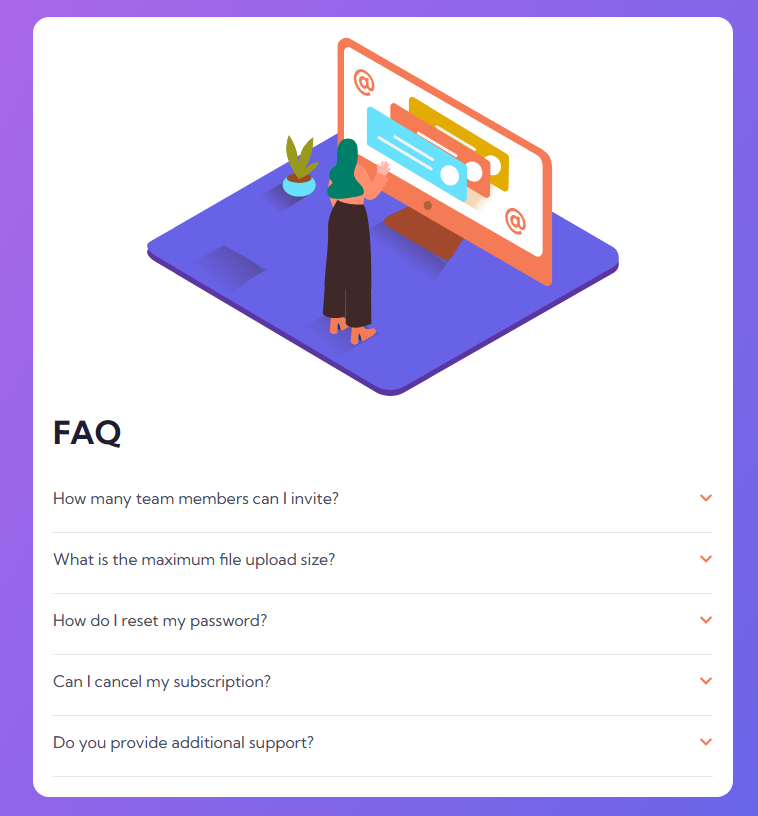 @
@
FAQ
How many team members can I invite?
What is the maximum file upload size?
How do I reset my password?
Can I cancel my subscription?
Do you provide additional support?